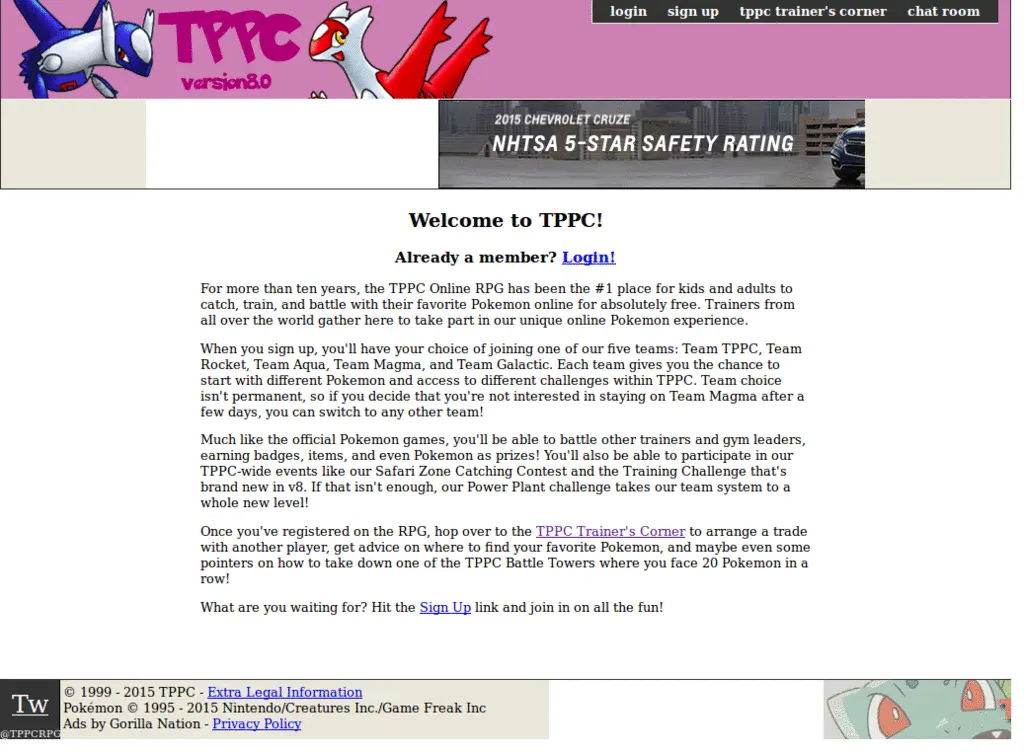 TPPC
version8.0
login sign up tppc trainer's corner chat room
2015 CHEVROLET CRUZE
NHTSA 5-STAR SAFETY RATING
Welcome to TPPC!
Already a member? Login!
For more than ten years, the TPPC Online RPG has been the #1 place for kids and adults to
catch, train, and battle with their favorite Pokemon online for absolutely free. Trainers from
all over the world gather here to take part in our unique online Pokemon experience.
When you sign up, you'll have your choice of joining one of our five teams: Team TPPC, Team
Rocket, Team Aqua, Team Magma, and Team Galactic. Each team gives you the chance to
start with different Pokemon and access to different challenges within TPPC. Team choice
isn't permanent, so if you decide that you're not interested in staying on Team Magma after a
few days, you can switch to any other team!
Much like the official Pokemon games, you'll be able to battle other trainers and gym leaders,
earning badges, items, and even Pokemon as prizes! You'll also be able to participate in our
TPPC-wide events like our Safari Zone Catching Contest and the Training Challenge that's
brand new in v8. If that isn't enough, our Power Plant challenge takes our team system to a
whole new level!
Once you've registered on the RPG, hop over to the TPPC Trainer's Corner to arrange a trade
with another player, get advice on where to find your favorite Pokemon, and maybe even some
pointers on how to take down one of the TPPC Battle Towers where you face 20 Pokemon in a
row!
What are you waiting for? Hit the Sign Up link and join in on all the fun!
Tw
@TPPCRPG
© 1999 - 2015 TPPC - Extra Legal Information
Pokémon © 1995 - 2015 Nintendo/Creatures Inc./Game Freak Inc
Ads by Gorilla Nation - Privacy Policy